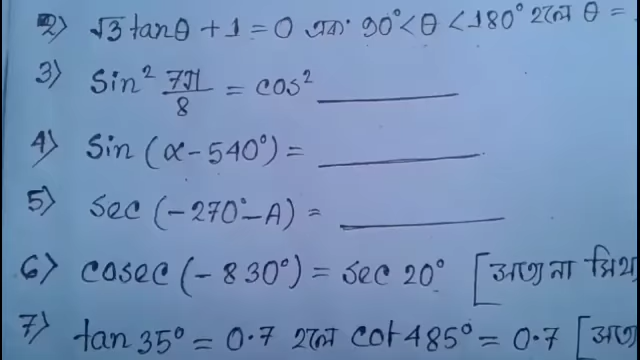 2) √3 tanθ + 1 = 0 এবং 90° < θ < 180° হলে θ =
3) Sin² 7π/8 = cos² ________
4) Sin (α - 540°) = ________
5) sec (-270° - A) = ________
6) cosec (-830°) = sec 20° [সত্য না মিথ্যা
7) tan 35° = 0.7 হলে cot 485° = 0.7 [সত্য